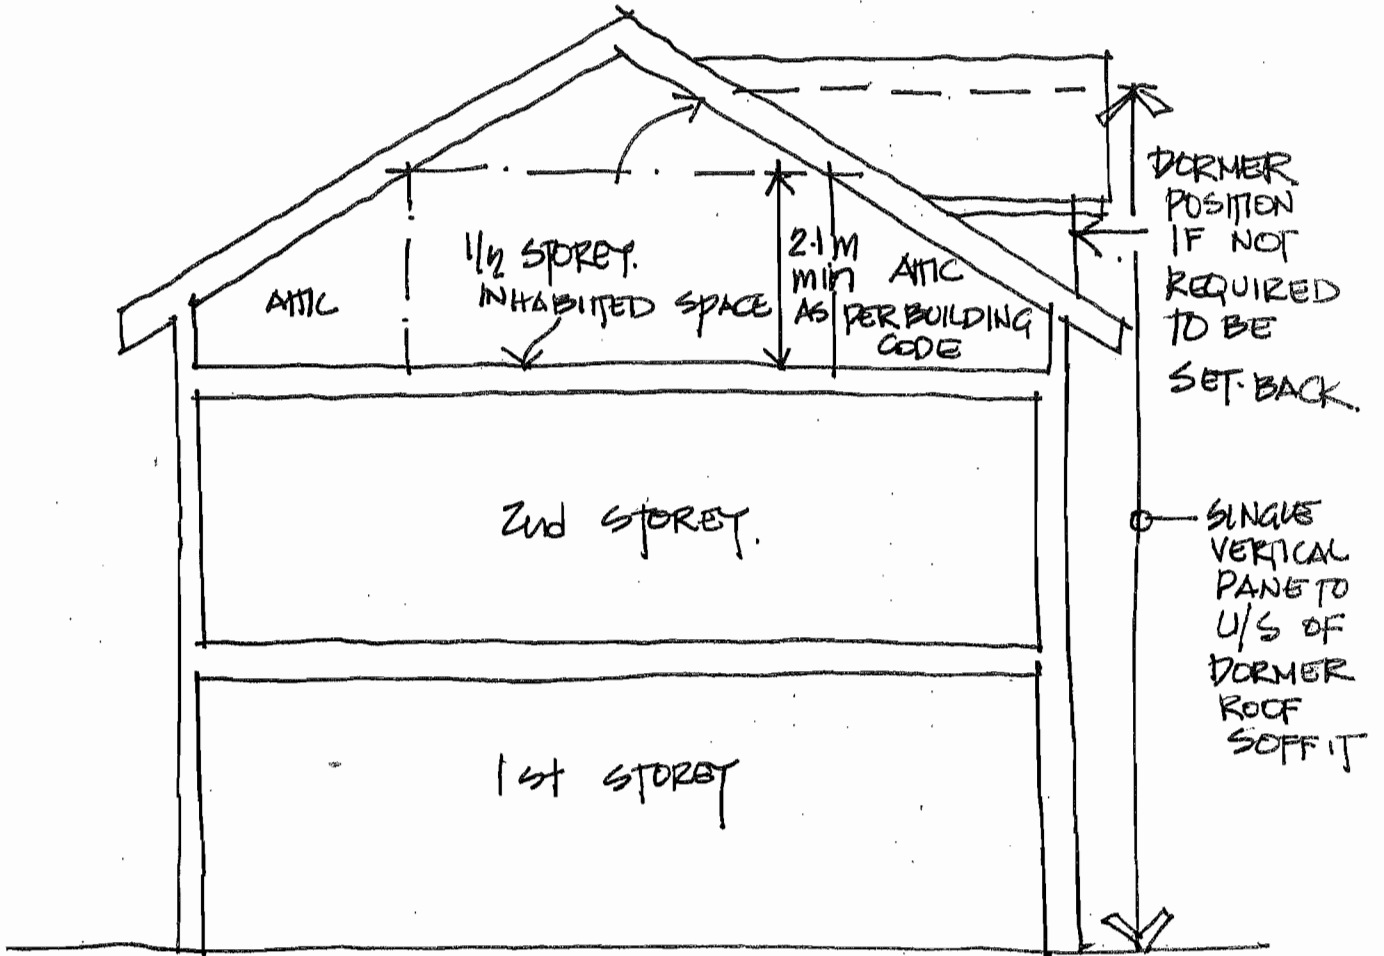 DORMER
POSITION
IF NOT
REQUIRED
TO BE
SET-BACK.
1/2 STOREY.
INHABITED SPACE
ATTIC
2.1 M
MIN
AS PER BUILDING
CODE
ATTIC
2nd STOREY.
SINGLE
VERTICAL
PANE TO
U/S OF
DORMER
ROOF
SOFFIT
1st STOREY